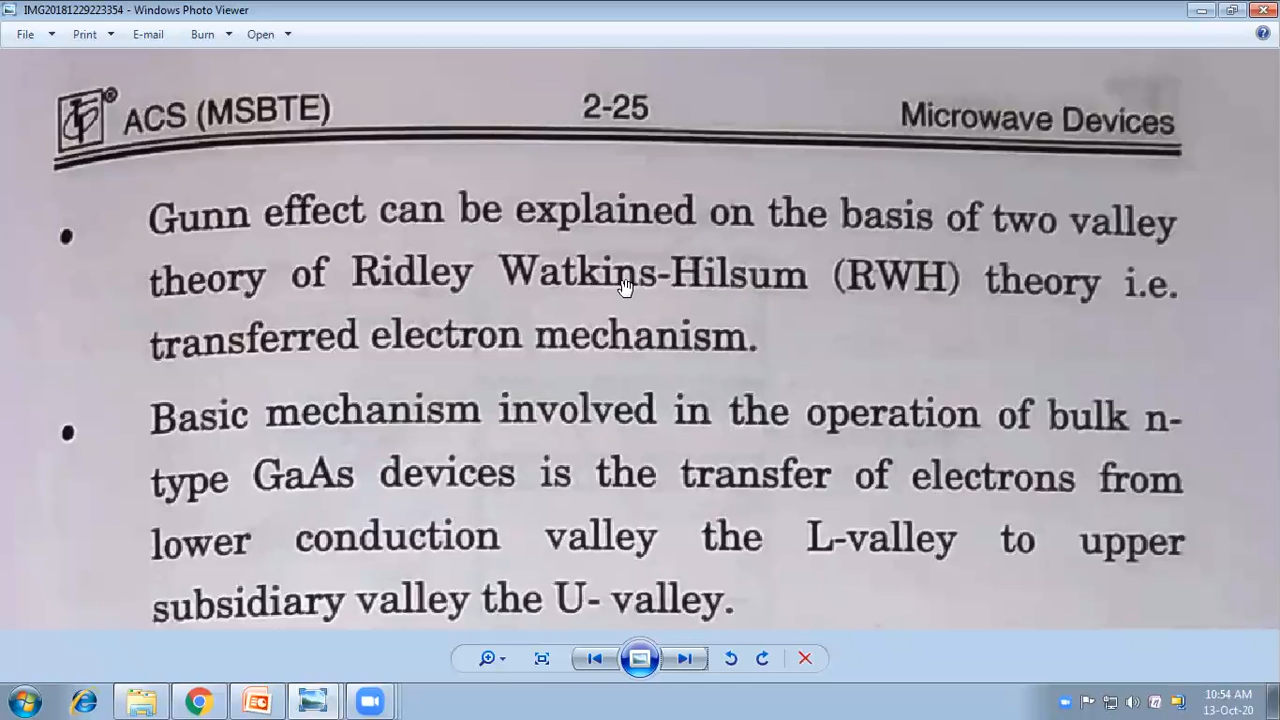 IMG20181229223354 - Windows Photo Viewer
File Print E-mail Burn Open
ACS (MSBTE) 2-25 Microwave Devices
• Gunn effect can be explained on the basis of two valley
theory of Ridley Watkins-Hilsum (RWH) theory i.e.
transferred electron mechanism.
• Basic mechanism involved in the operation of bulk n-
type GaAs devices is the transfer of electrons from
lower conduction valley the L-valley to upper
subsidiary valley the U- valley.
10:54 AM
13-Oct-20